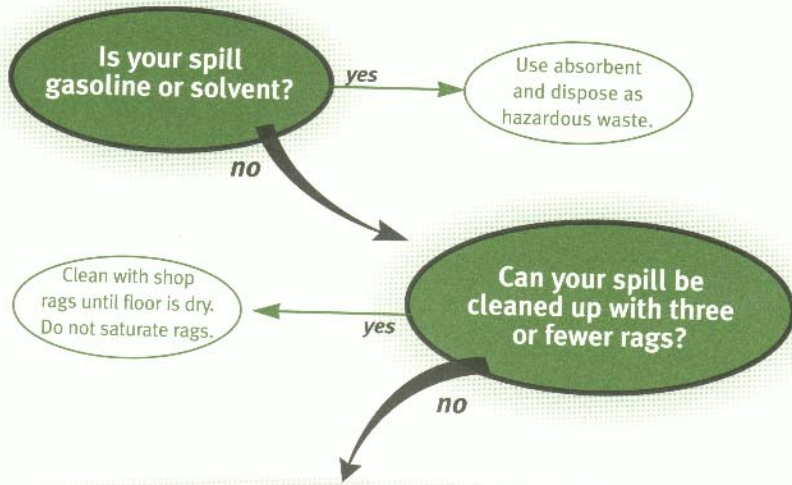 Is your spill
gasoline or solvent?
yes
Use absorbent
and dispose as
hazardous waste.
no
Can your spill be
cleaned up with three
or fewer rags?
yes
Clean with shop
rags until floor is dry.
Do not saturate rags.
no